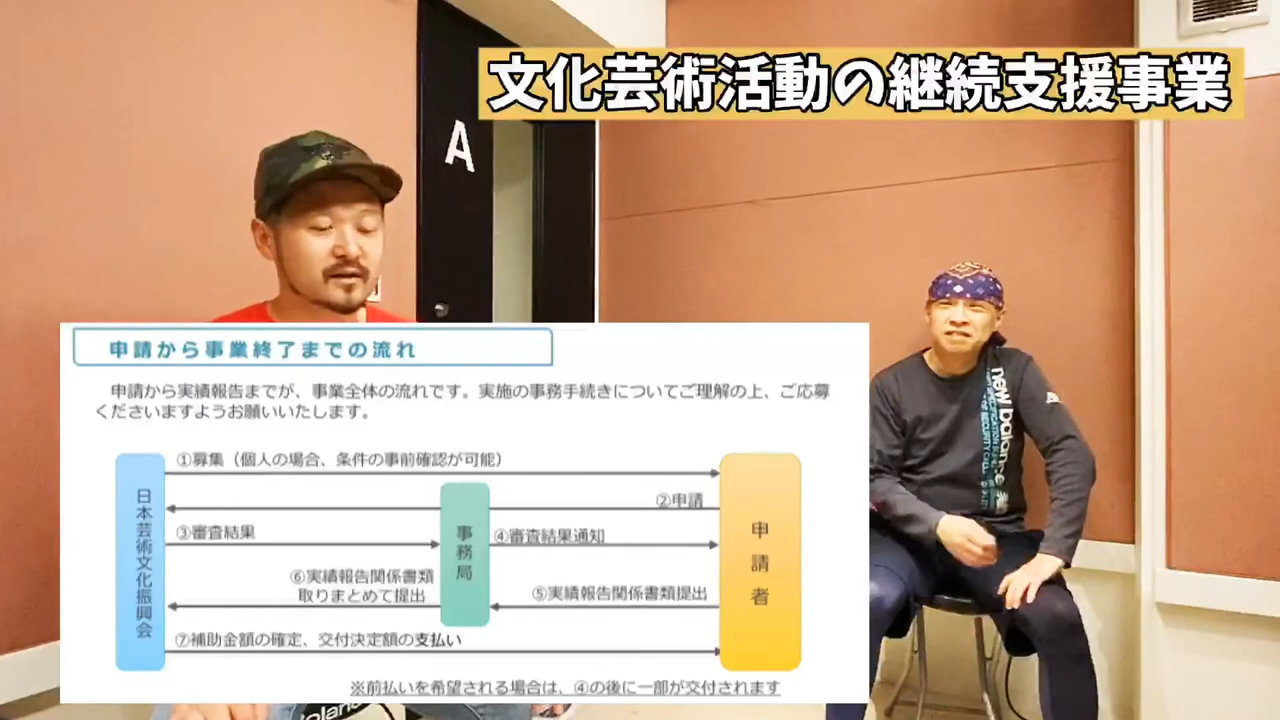 文化芸術活動の継続支援事業
A
申請から事業終了までの流れ
申請から実績報告までが、事業全体の流れです。実施の事務手続きについてご理解の上、ご応募
くださいますようお願いいたします。
①募集（個人の場合、条件の事前確認が可能）
②申請
③審査結果
④審査結果通知
日本芸術文化振興会
事務局
申請者
⑥実績報告関係書類
取りまとめて提出
⑤実績報告関係書類提出
⑦補助金額の確定、交付決定額の支払い
※前払いを希望される場合は、④の後に一部が交付されます
new balance